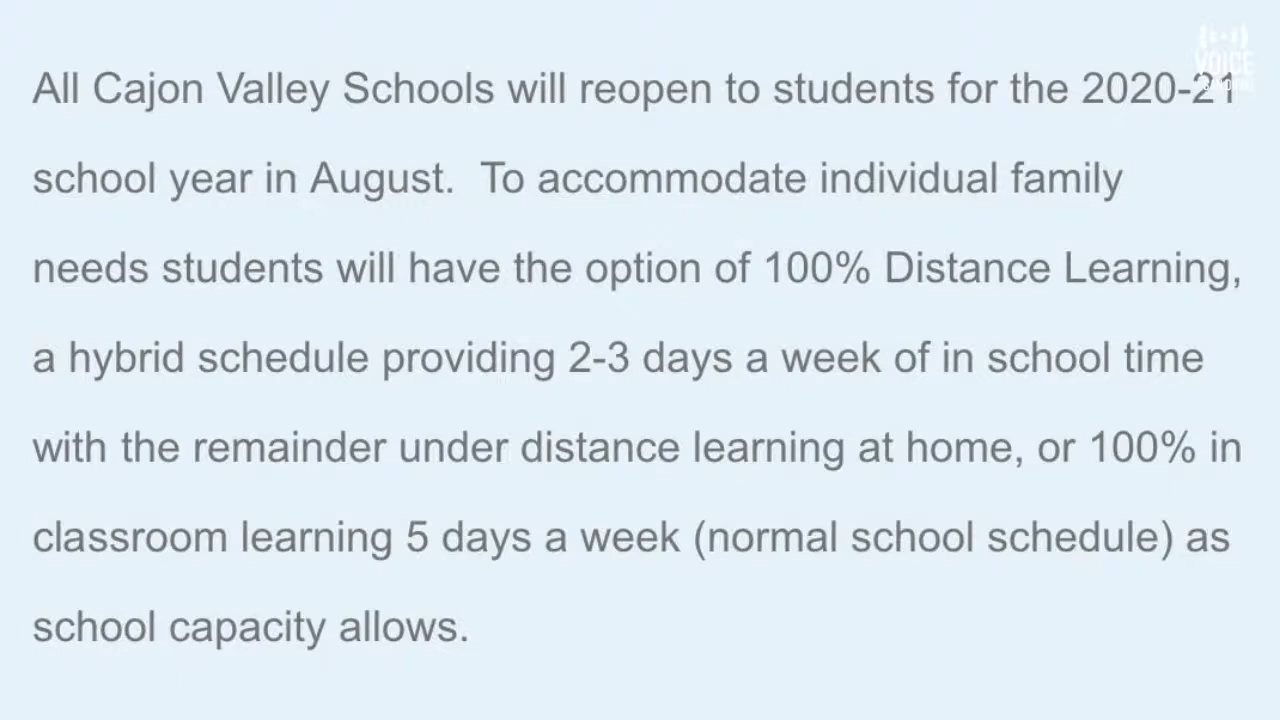 All Cajon Valley Schools will reopen to students for the 2020-21
school year in August.  To accommodate individual family
needs students will have the option of 100% Distance Learning,
a hybrid schedule providing 2-3 days a week of in school time
with the remainder under distance learning at home, or 100% in
classroom learning 5 days a week (normal school schedule) as
school capacity allows.
VOICE